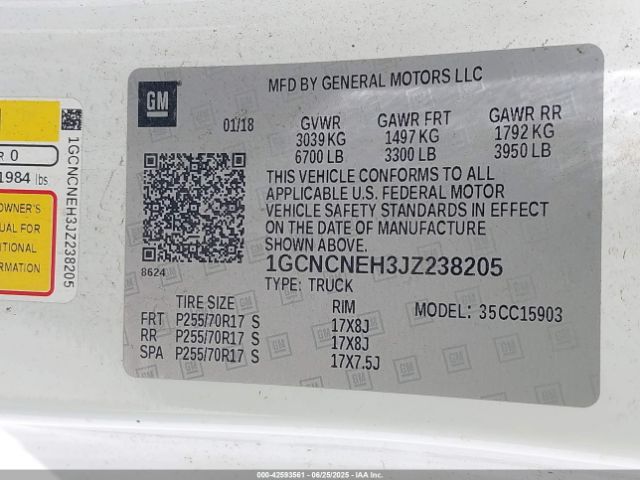 GM
MFD BY GENERAL MOTORS LLC
01/18
GVWR GAWR FRT GAWR RR
3039 KG 1497 KG 1792 KG
6700 LB 3300 LB 3950 LB
THIS VEHICLE CONFORMS TO ALL
APPLICABLE U.S. FEDERAL MOTOR
VEHICLE SAFETY STANDARDS IN EFFECT
ON THE DATE OF MANUFACTURE
SHOWN ABOVE.
8624
1GCNCNEH3JZ238205
TYPE: TRUCK
MODEL: 35CC15903
TIRE SIZE RIM
FRT P255/70R17 S 17X8J
RR P255/70R17 S 17X8J
SPA P255/70R17 S 17X7.5J
R 0
1984 lbs
OWNER'S
UAL FOR
ITIONAL
ORMATION
1GCNCNEH3JZ238205
000-42593561 - 06/25/2025 - IAAI.COM